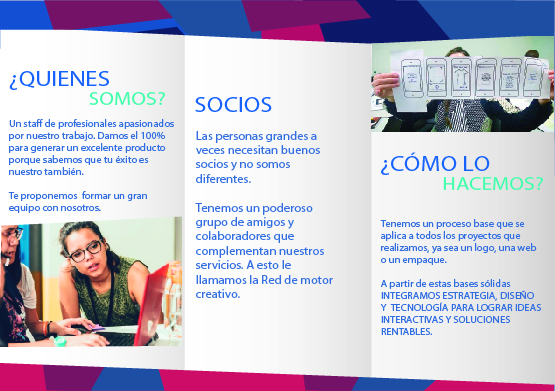 ¿QUIENES
SOMOS?
Un staff de profesionales apasionados
por nuestro trabajo. Damos el 100%
para generar un excelente producto
porque sabemos que tu éxito es
nuestro también.
Te proponemos formar un gran
equipo con nosotros.
SOCIOS
Las personas grandes a
veces necesitan buenos
socios y no somos
diferentes.
Tenemos un poderoso
grupo de amigos y
colaboradores que
complementan nuestros
servicios. A esto le
llamamos la Red de motor
creativo.
¿CÓMO LO
HACEMOS?
Tenemos un proceso base que se
aplica a todos los proyectos que
realizamos, ya sea un logo, una web
o un empaque.
A partir de estas bases sólidas
INTEGRAMOS ESTRATEGIA, DISEÑO
Y TECNOLOGÍA PARA LOGRAR IDEAS
INTERACTIVAS Y SOLUCIONES
RENTABLES.